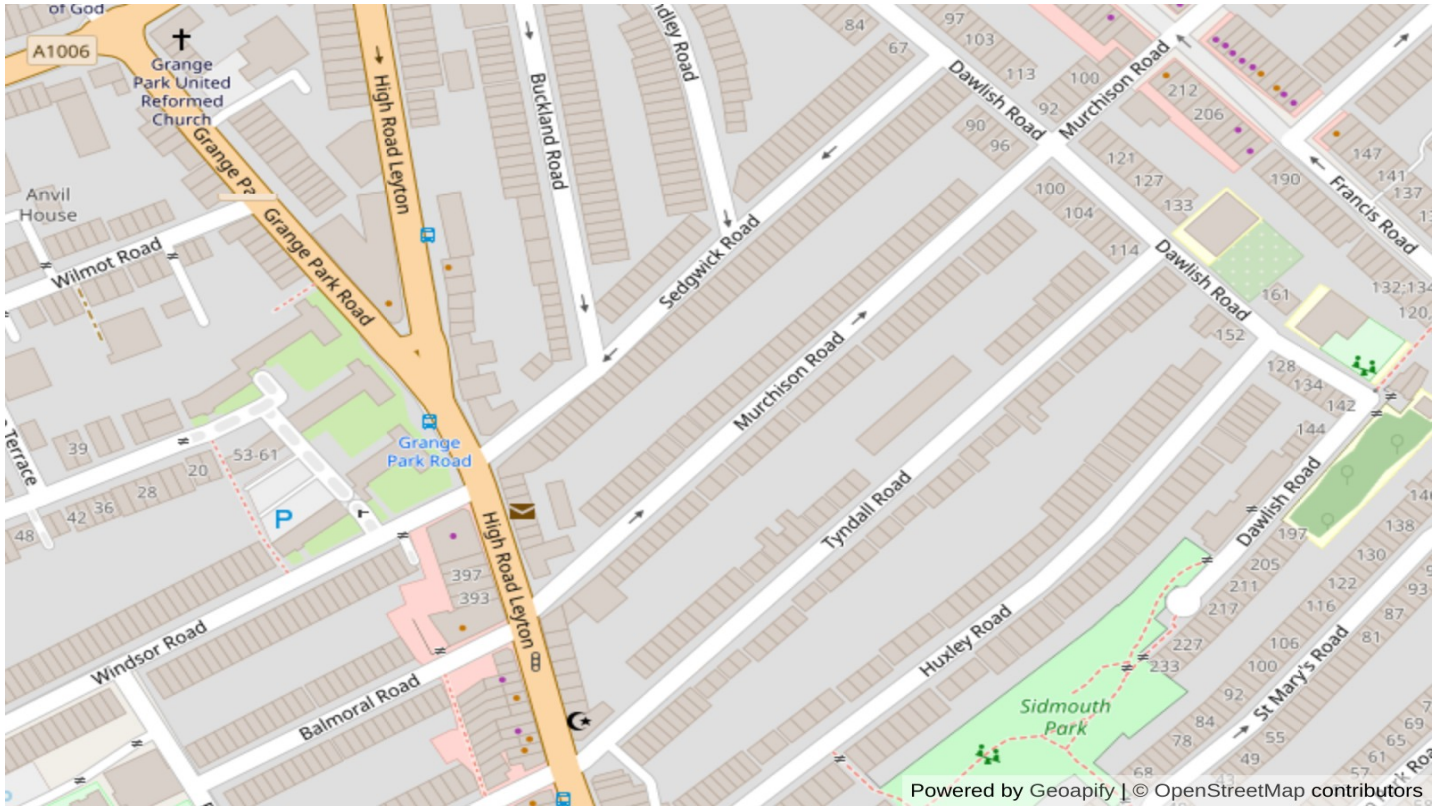 of God
84
97
103
67
A1006
Grange
Park United
Reformed
Church
High Road Leyton
Buckland Road
dley Road
Dawlish Road
113
100
92
Murchison Road
212
206
90
96
121
127
133
190
147
141
137
Francis Road
Anvil
House
Grange Pa
Grange Park Road
Wilmot Road
Sedgwick Road
100
104
114
Dawlish Road
161
152
132;134
120
128
134
142
144
Murchison Road
Terrace
39
53-61
20
28
36
42
48
P
Grange
Park Road
High Road Leyton
397
393
Tyndall Road
Dawlish Road
197
205
211
217
227
233
138
130
122
116
106
100
92
84
78
68
87
81
93
Windsor Road
Balmoral Road
Huxley Road
Sidmouth
Park
St Mary's Road
55
49
43
69
65
61
57
Powered by Geoapify | © OpenStreetMap contributors